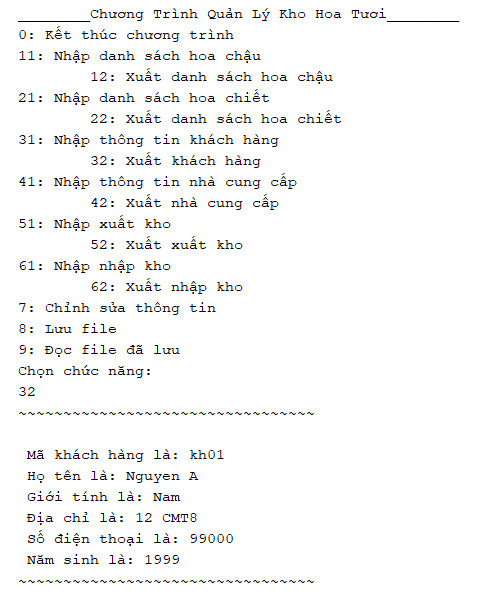 ________Chương Trình Quản Lý Kho Hoa Tươi________
0: Kết thúc chương trình
11: Nhập danh sách hoa chậu
12: Xuất danh sách hoa chậu
21: Nhập danh sách hoa chiết
22: Xuất danh sách hoa chiết
31: Nhập thông tin khách hàng
32: Xuất khách hàng
41: Nhập thông tin nhà cung cấp
42: Xuất nhà cung cấp
51: Nhập xuất kho
52: Xuất xuất kho
61: Nhập nhập kho
62: Xuất nhập kho
7: Chỉnh sửa thông tin
8: Lưu file
9: Đọc file đã lưu
Chọn chức năng:
32
~~~~~~~~~~~~~~~~~~~~~~~~~~~~~~~~~
Mã khách hàng là: kh01
Họ tên là: Nguyen A
Giới tính là: Nam
Địa chỉ là: 12 CMT8
Số điện thoại là: 99000
Năm sinh là: 1999
~~~~~~~~~~~~~~~~~~~~~~~~~~~~~~~~~